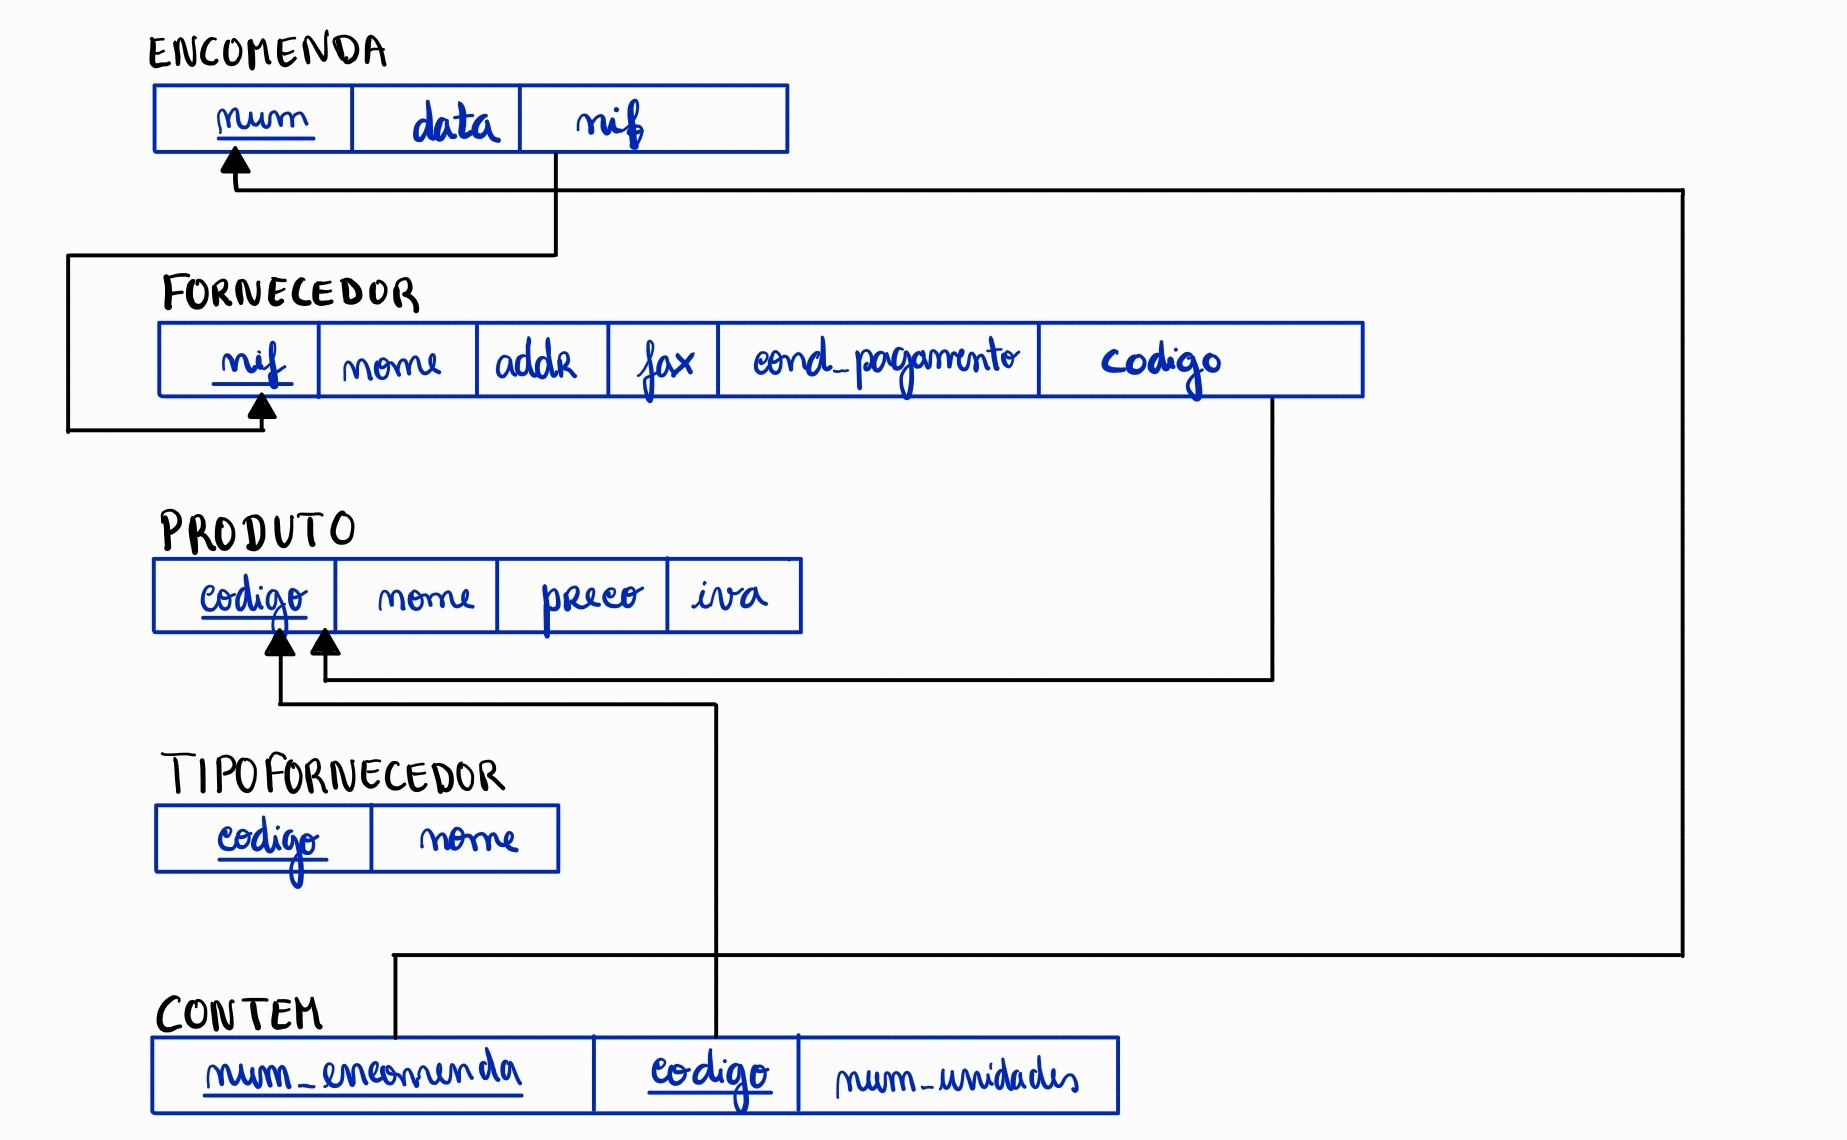 ENCOMENDA
num data nif
FORNECEDOR
nif nome addr fax cond_pagamento codigo
PRODUTO
codigo nome preco iva
TIPOFORNECEDOR
codigo nome
CONTEM
num_encomenda codigo num_unidades